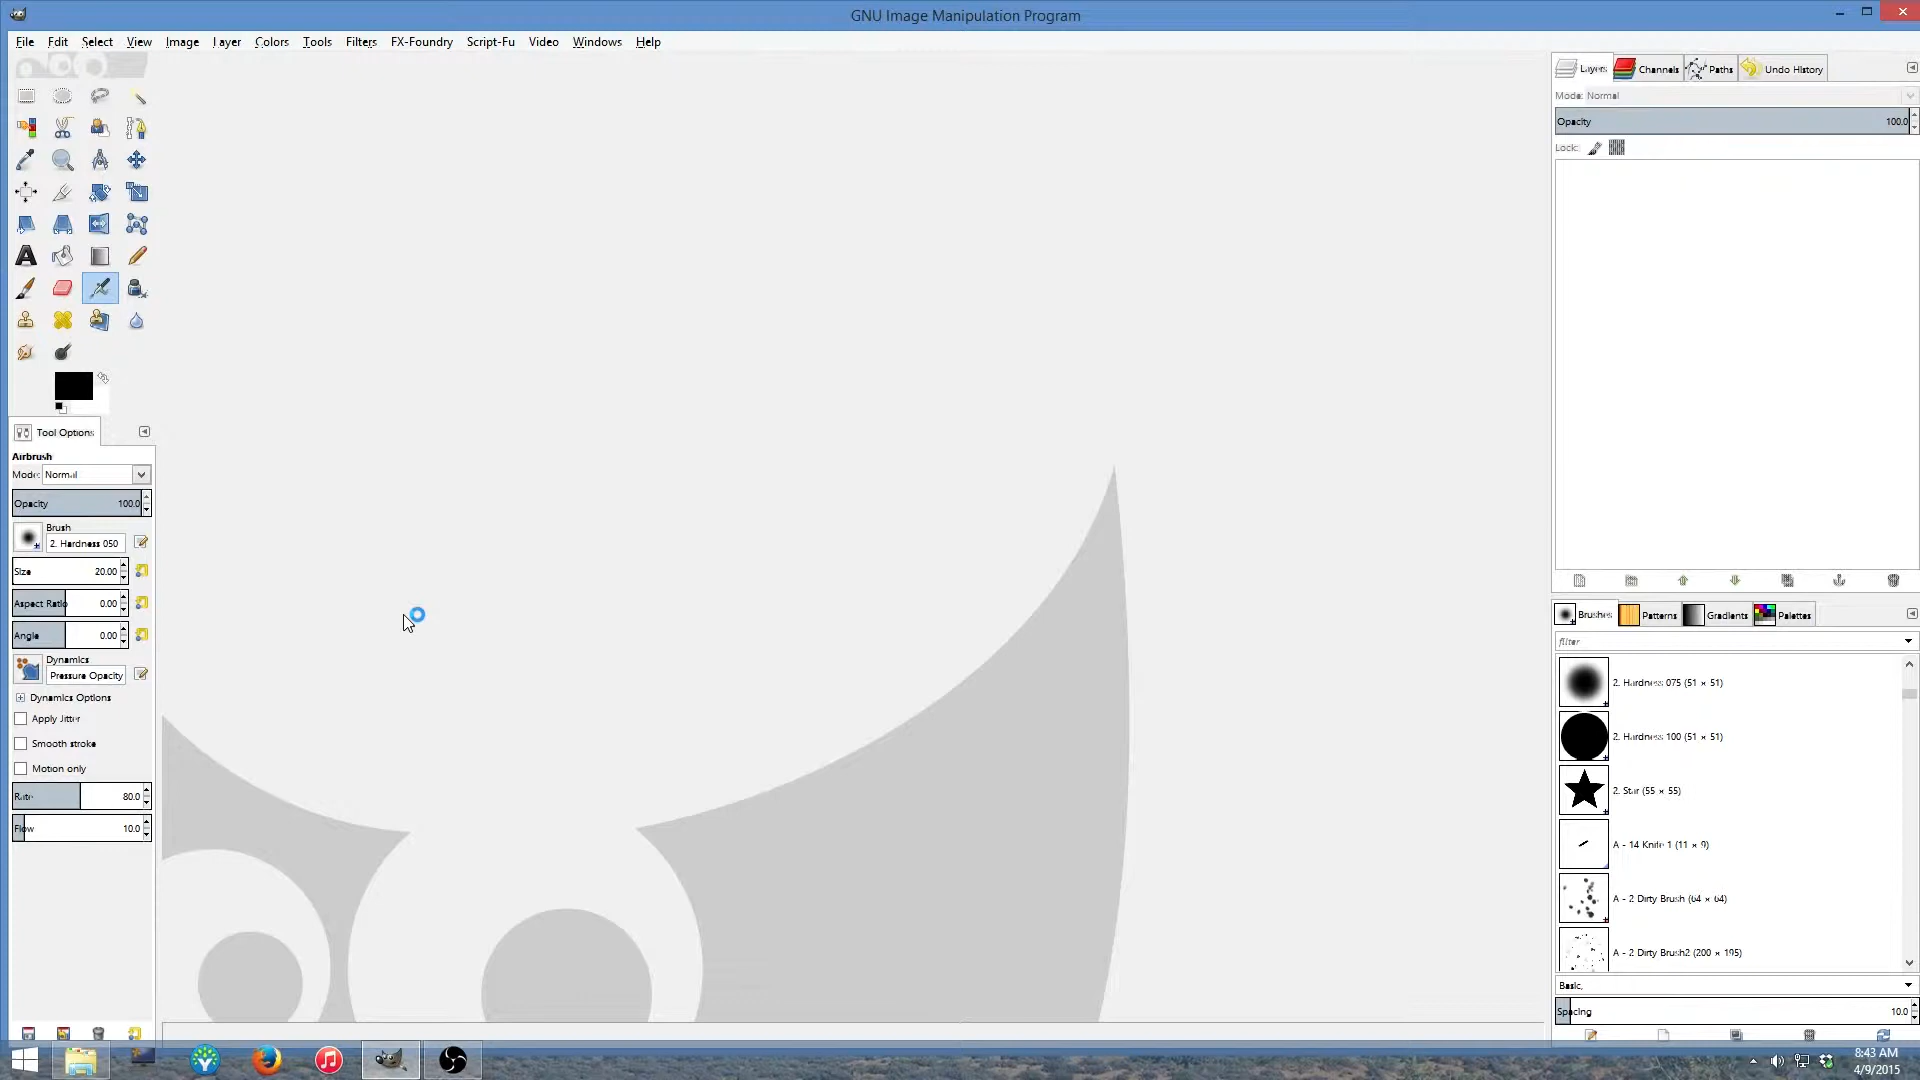 GNU Image Manipulation Program
File Edit Select View Image Layer Colors Tools Filters FX-Foundry Script-Fu Video Windows Help
Layers Channels Paths Undo History
Mode: Normal
Opacity 100.0
Lock:
Tool Options
Airbrush
Mode: Normal
Opacity 100.0
Brush
2. Hardness 050
Size 20.00
Aspect Ratio 0.00
Angle 0.00
Dynamics
Pressure Opacity
Dynamics Options
Apply Jitter
Smooth stroke
Motion only
Rate 80.0
Flow 10.0
Brushes Patterns Gradients Palettes
filter
2. Hardness 075 (51 × 51)
2. Hardness 100 (51 × 51)
2. Star (55 × 55)
A - 14 Knife 1 (11 × 9)
A - 2 Dirty Brush (64 × 64)
A - 2 Dirty Brush2 (200 × 195)
Basic,
Spacing 10.0
8:43 AM
4/9/2015